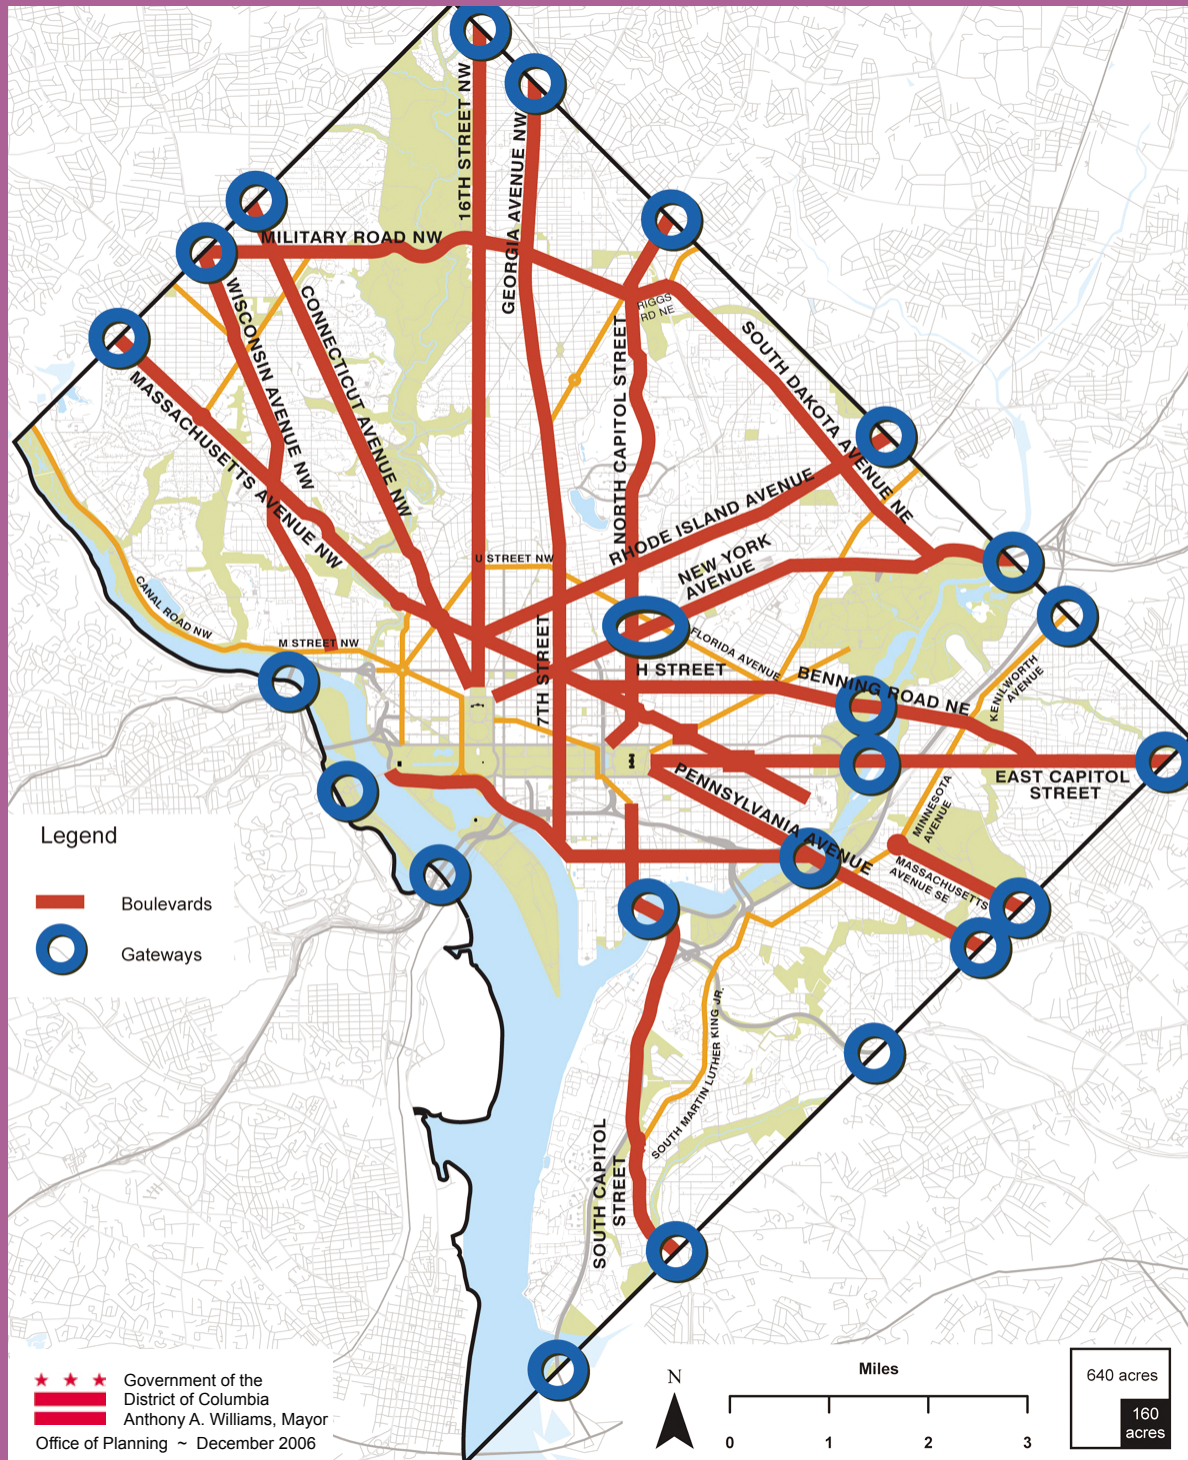 16TH STREET NW
GEORGIA AVENUE NW
MILITARY ROAD NW
WISCONSIN AVENUE NW
CONNECTICUT AVENUE NW
MASSACHUSETTS AVENUE NW
RIGGS
RD NE
NORTH CAPITOL STREET
SOUTH DAKOTA AVENUE NE
RHODE ISLAND AVENUE
NEW YORK
AVENUE
U STREET NW
CANAL ROAD NW
M STREET NW
7TH STREET
FLORIDA AVENUE
H STREET
BENNING ROAD NE
KENILWORTH
AVENUE
EAST CAPITOL
STREET
PENNSYLVANIA AVENUE
MINNESOTA
AVENUE
MASSACHUSETTS
AVENUE SE
SOUTH MARTIN LUTHER KING JR.
SOUTH CAPITOL
STREET
Legend
Boulevards
Gateways
Government of the
District of Columbia
Anthony A. Williams, Mayor
Office of Planning ~ December 2006
N
Miles
0 1 2 3
640 acres
160
acres